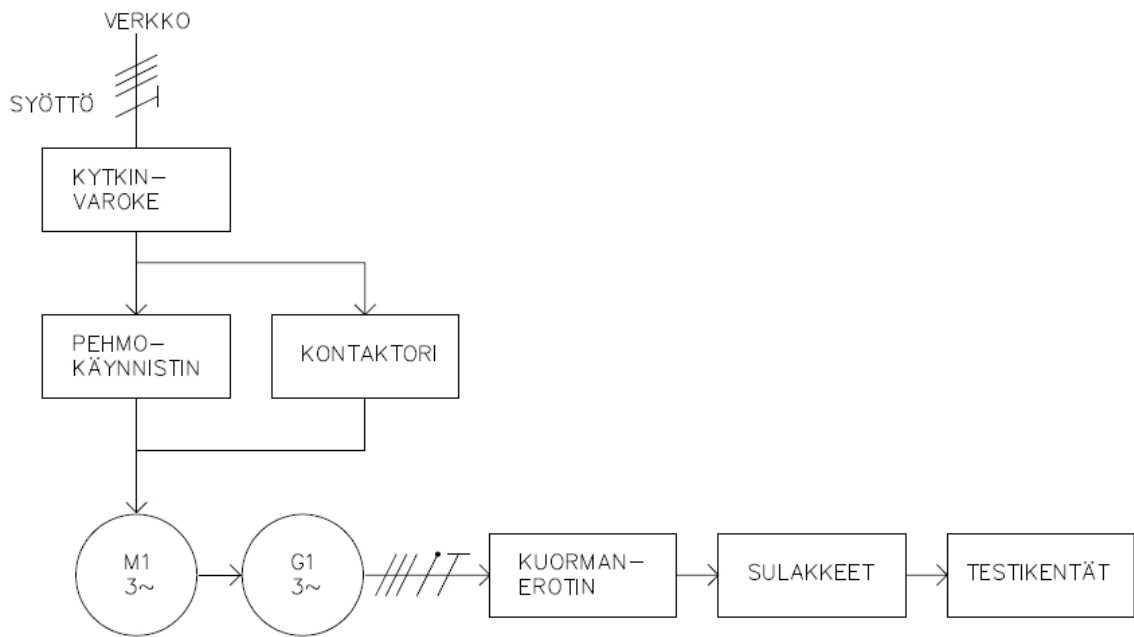 VERKKO
SYÖTTÖ
KYTKIN-
VAROKE
PEHMO-
KÄYNNISTIN
KONTAKTORI
M1
3~
G1
3~
KUORMAN-
EROTIN
SULAKKEET
TESTIKENTÄT